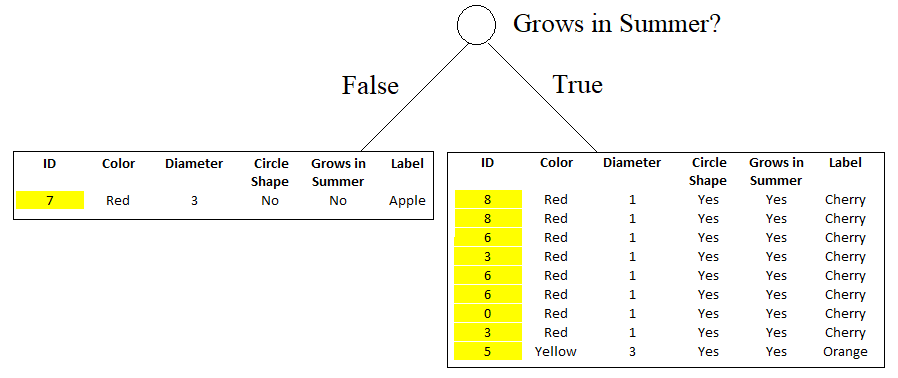 Grows in Summer?
False
True
ID Color Diameter Circle Shape Grows in Summer Label
7 Red 3 No No Apple
ID Color Diameter Circle Shape Grows in Summer Label
8 Red 1 Yes Yes Cherry
8 Red 1 Yes Yes Cherry
6 Red 1 Yes Yes Cherry
3 Red 1 Yes Yes Cherry
6 Red 1 Yes Yes Cherry
6 Red 1 Yes Yes Cherry
0 Red 1 Yes Yes Cherry
3 Red 1 Yes Yes Cherry
5 Yellow 3 Yes Yes Orange